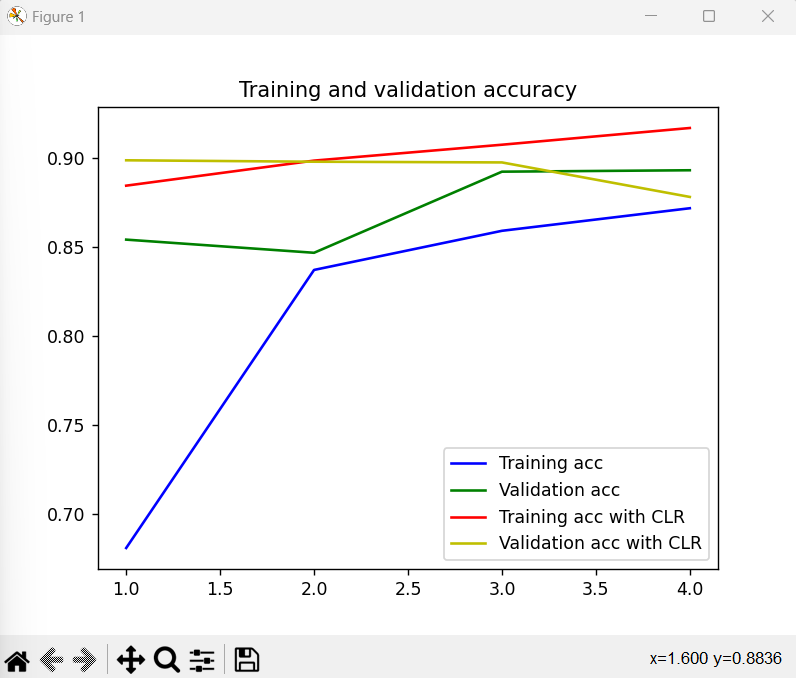 Figure 1
Training and validation accuracy
0.90
0.85
0.80
0.75
0.70
Training acc
Validation acc
Training acc with CLR
Validation acc with CLR
1.0 1.5 2.0 2.5 3.0 3.5 4.0
x=1.600 y=0.8836